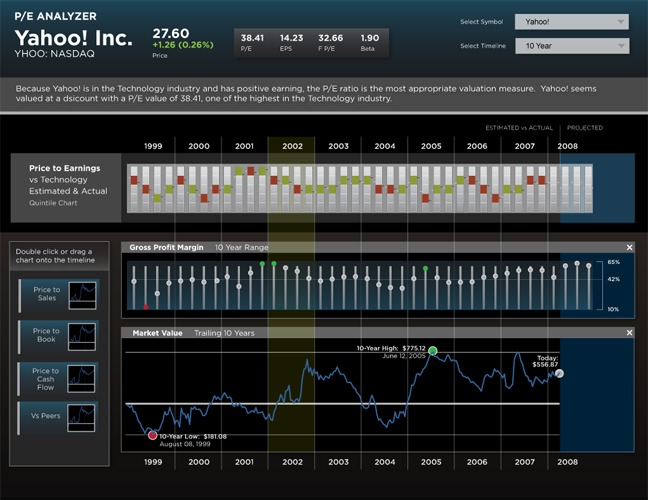 P/E ANALYZER
Yahoo! Inc.
YHOO: NASDAQ
27.60
+1.26 (0.26%)
Price
38.41 14.23 32.66 1.90
P/E EPS F P/E Beta
Select Symbol Yahoo!
Select Timeline 10 Year
Because Yahoo! is in the Technology industry and has positive earning, the P/E ratio is the most appropriate valuation measure. Yahoo! seems
valued at a dsicount with a P/E value of 38.41, one of the highest in the Technology industry.
ESTIMATED vs ACTUAL PROJECTED
1999 2000 2001 2002 2003 2004 2005 2006 2007 2008
Price to Earnings
vs Technology
Estimated & Actual
Quintile Chart
Double click or drag a
chart onto the timeline
Price to
Sales
Price to
Book
Price to
Cash
Flow
Vs Peers
Gross Profit Margin 10 Year Range
65%
42%
10%
Market Value Trailing 10 Years
10-Year High: $775.12
June 12, 2005
Today:
$556.87
10-Year Low: $181.08
August 08, 1999
1999 2000 2001 2002 2003 2004 2005 2006 2007 2008